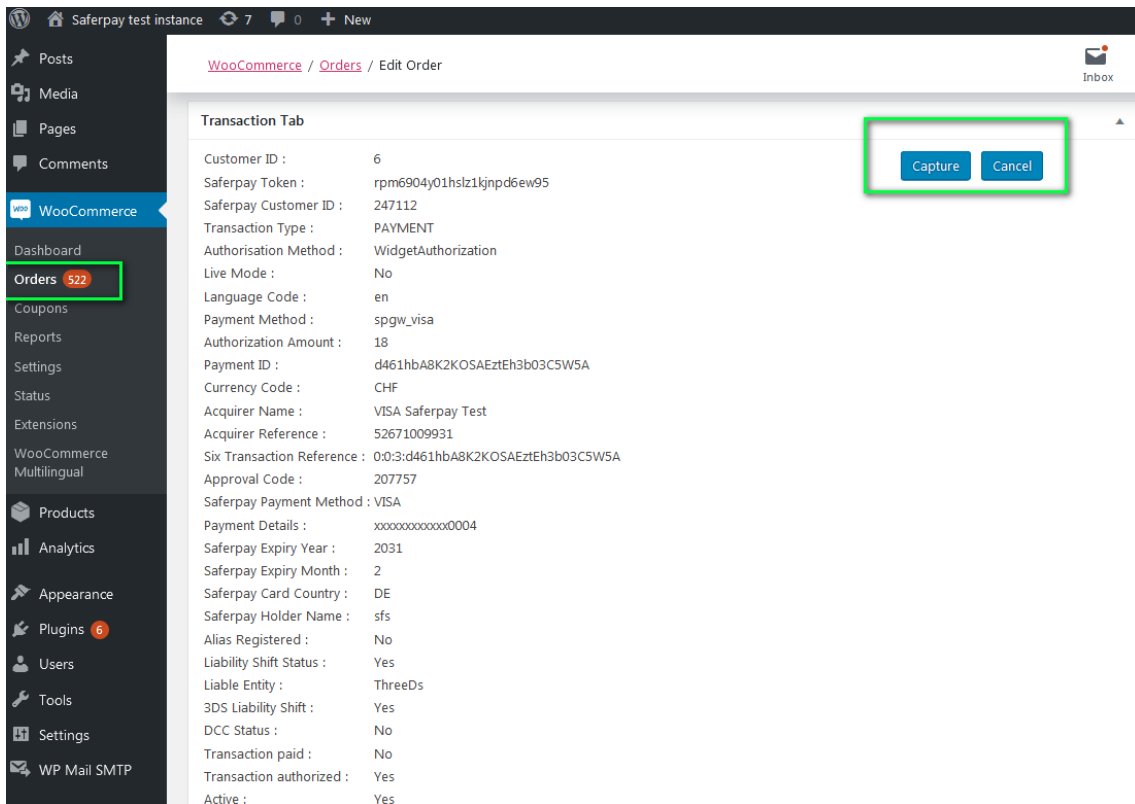 Saferpay test instance 7 0 + New
Posts
Media
Pages
Comments
WooCommerce
Dashboard
Orders 522
Coupons
Reports
Settings
Status
Extensions
WooCommerce
Multilingual
Products
Analytics
Appearance
Plugins 6
Users
Tools
Settings
WP Mail SMTP
WooCommerce / Orders / Edit Order
Inbox
Transaction Tab
Capture Cancel
Customer ID : 6
Saferpay Token : rpm6904y01hslz1kjnpd6ew95
Saferpay Customer ID : 247112
Transaction Type : PAYMENT
Authorisation Method : WidgetAuthorization
Live Mode : No
Language Code : en
Payment Method : spgw_visa
Authorization Amount : 18
Payment ID : d461hbA8K2KOSAEztEh3b03C5W5A
Currency Code : CHF
Acquirer Name : VISA Saferpay Test
Acquirer Reference : 52671009931
Six Transaction Reference : 0:0:3:d461hbA8K2KOSAEztEh3b03C5W5A
Approval Code : 207757
Saferpay Payment Method : VISA
Payment Details : xxxxxxxxxxxx0004
Saferpay Expiry Year : 2031
Saferpay Expiry Month : 2
Saferpay Card Country : DE
Saferpay Holder Name : sfs
Alias Registered : No
Liability Shift Status : Yes
Liable Entity : ThreeDs
3DS Liability Shift : Yes
DCC Status : No
Transaction paid : No
Transaction authorized : Yes
Active : Yes